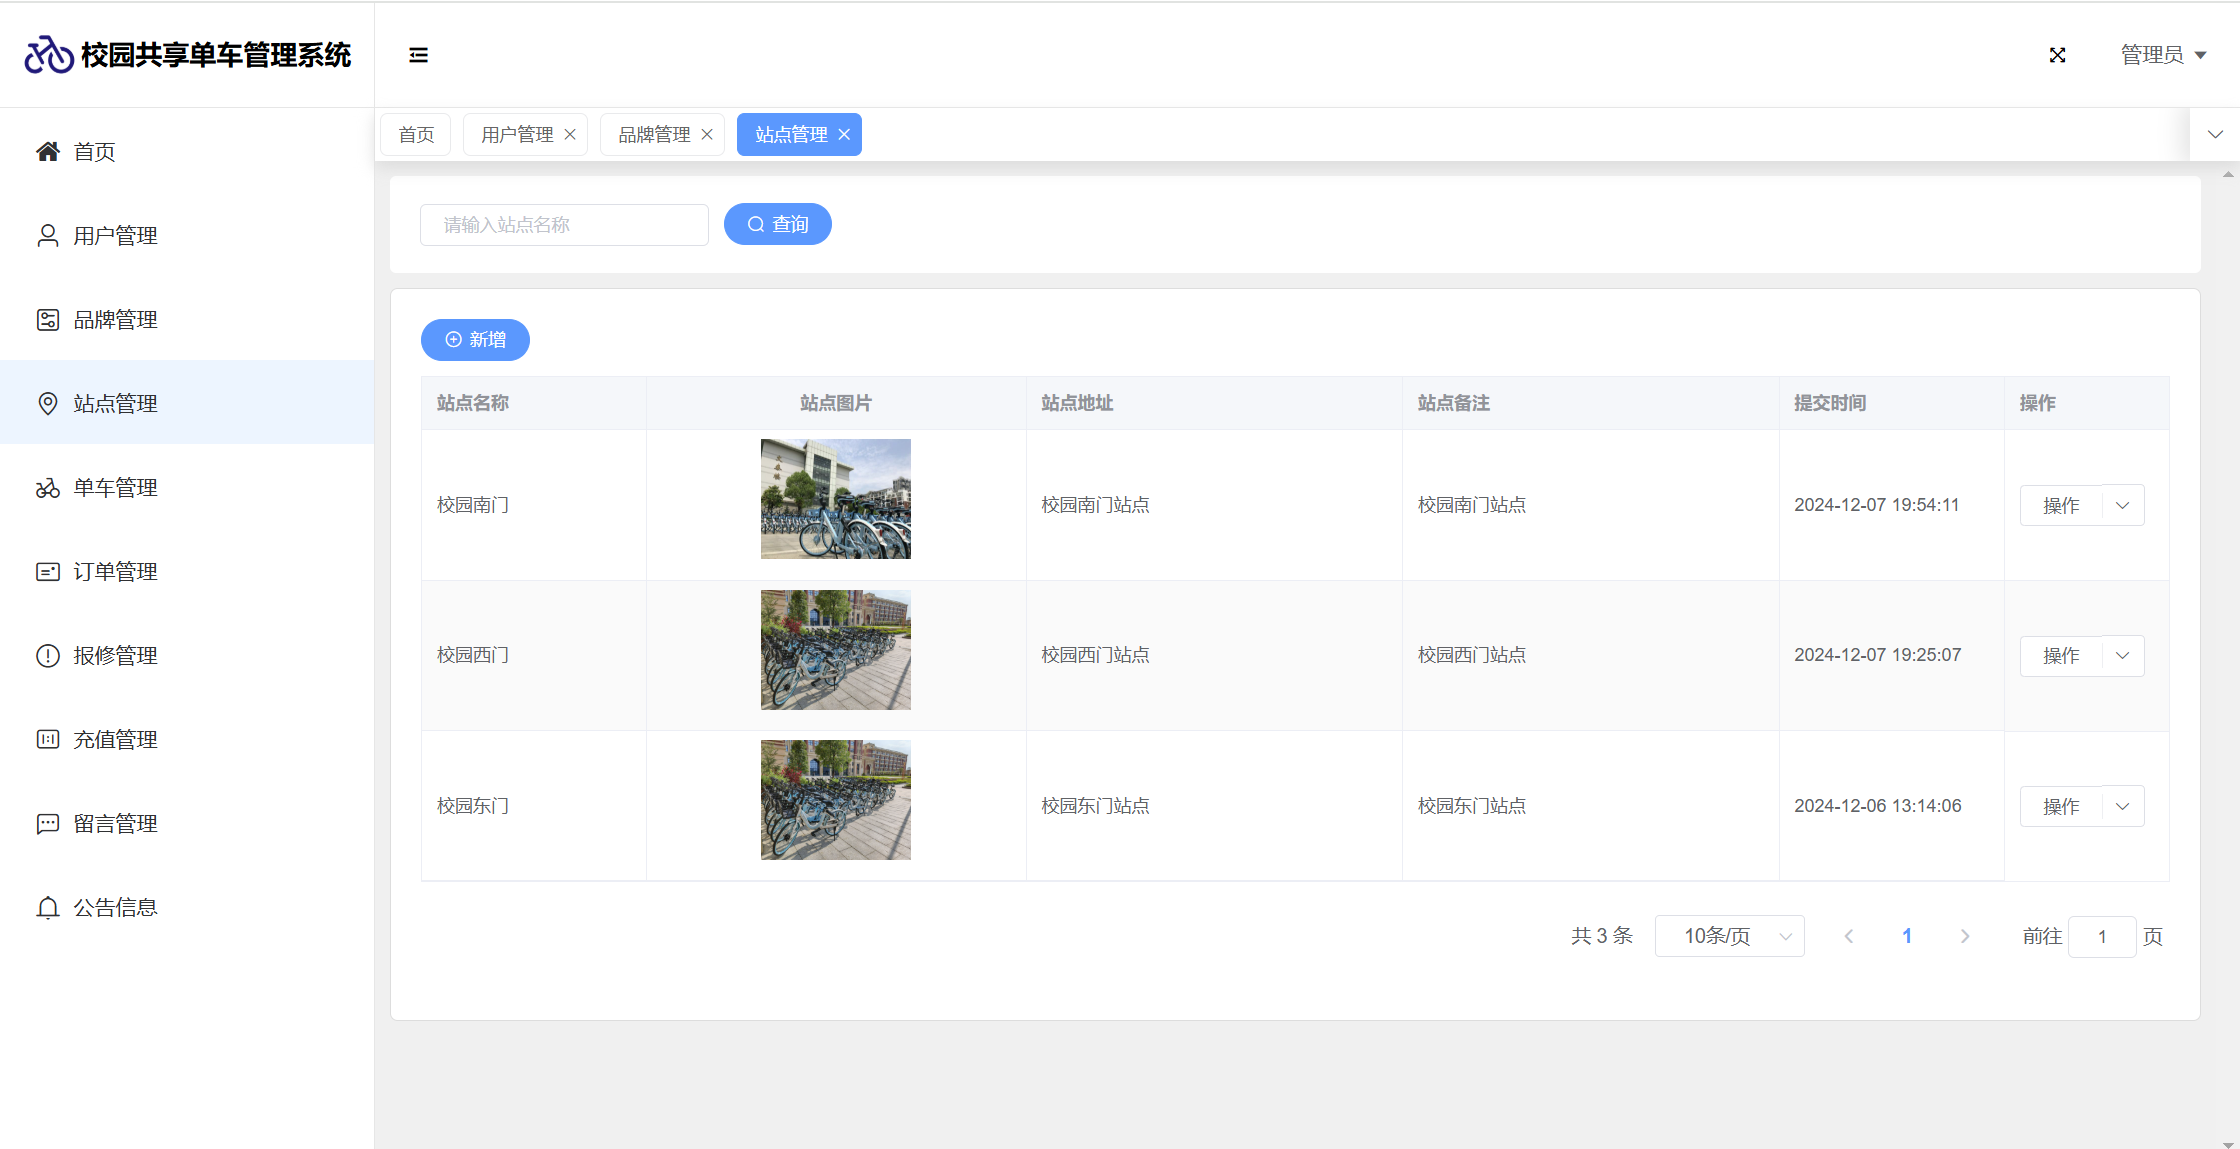 校园共享单车管理系统
管理员
首页
用户管理
品牌管理
站点管理
单车管理
订单管理
报修管理
充值管理
留言管理
公告信息
首页 用户管理 品牌管理 站点管理
请输入站点名称 查询
新增
站点名称 站点图片 站点地址 站点备注 提交时间 操作
校园南门 校园南门站点 校园南门站点 2024-12-07 19:54:11 操作
校园西门 校园西门站点 校园西门站点 2024-12-07 19:25:07 操作
校园东门 校园东门站点 校园东门站点 2024-12-06 13:14:06 操作
共 3 条 10条/页 1 前往 1 页